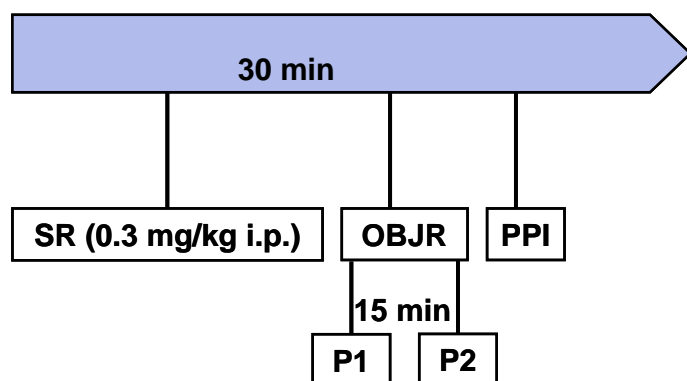 30 min
SR (0.3 mg/kg i.p.)
OBJR
PPI
15 min
P1
P2